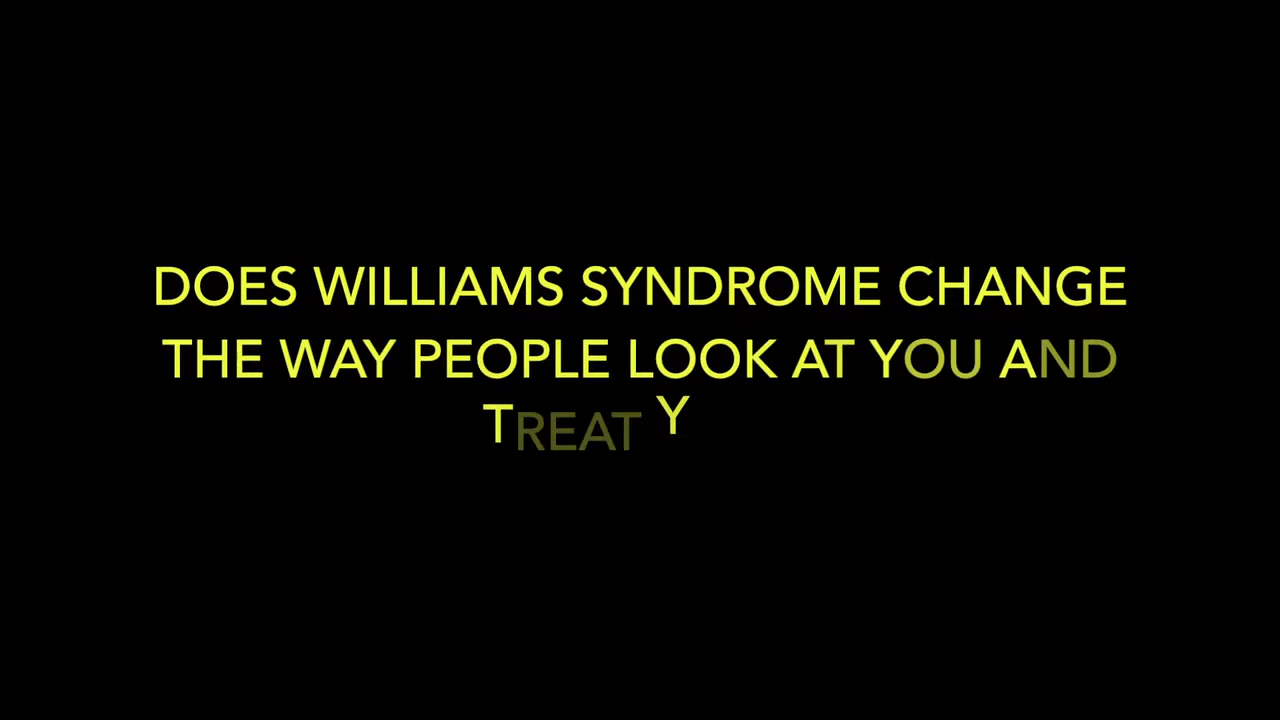 DOES WILLIAMS SYNDROME CHANGE
THE WAY PEOPLE LOOK AT YOU AND
TREAT Y